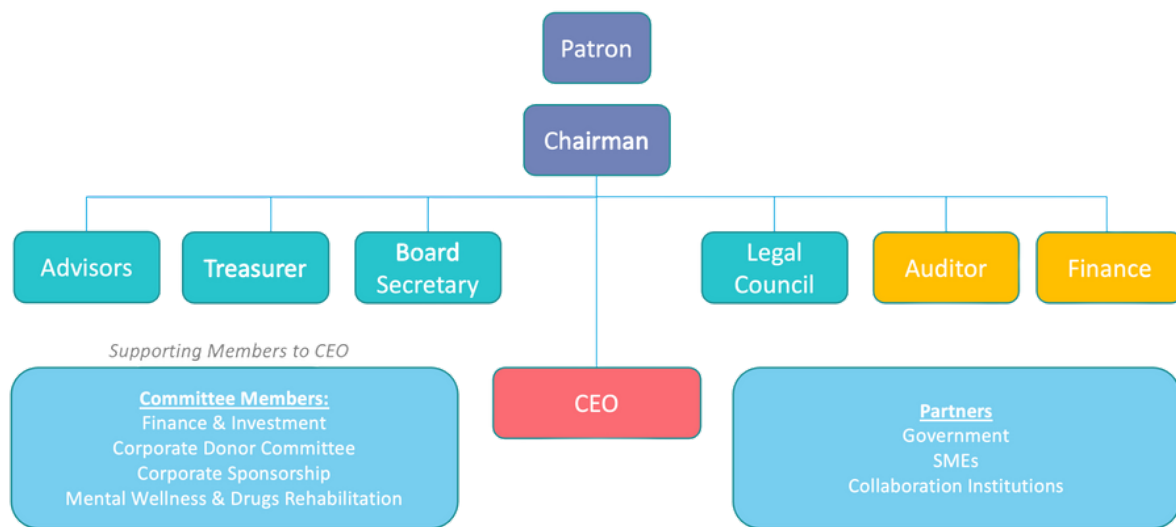 Patron
Chairman
Advisors
Treasurer
Board
Secretary
Legal
Council
Auditor
Finance
Supporting Members to CEO
Committee Members:
Finance & Investment
Corporate Donor Committee
Corporate Sponsorship
Mental Wellness & Drugs Rehabilitation
CEO
Partners
Government
SMEs
Collaboration Institutions